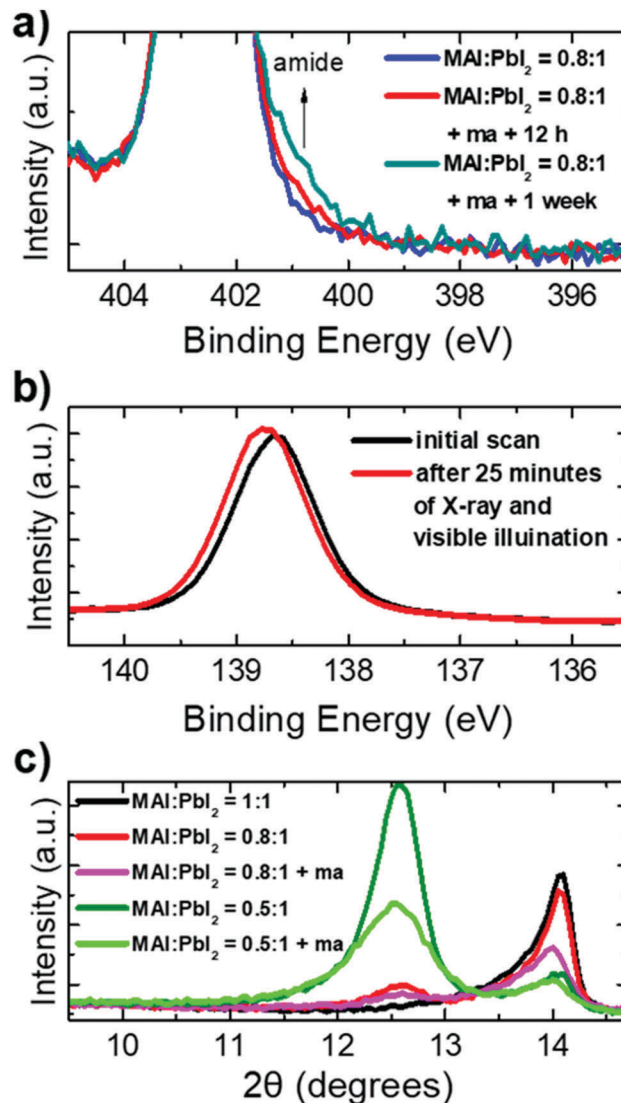 a)
Intensity (a.u.)
amide
MAI:PbI₂ = 0.8:1
MAI:PbI₂ = 0.8:1
+ ma + 12 h
MAI:PbI₂ = 0.8:1
+ ma + 1 week
404 402 400 398 396
Binding Energy (eV)
b)
Intensity (a.u.)
initial scan
after 25 minutes
of X-ray and
visible illuination
140 139 138 137 136
Binding Energy (eV)
c)
Intensity (a.u.)
MAI:PbI₂ = 1:1
MAI:PbI₂ = 0.8:1
MAI:PbI₂ = 0.8:1 + ma
MAI:PbI₂ = 0.5:1
MAI:PbI₂ = 0.5:1 + ma
10 11 12 13 14
2θ (degrees)